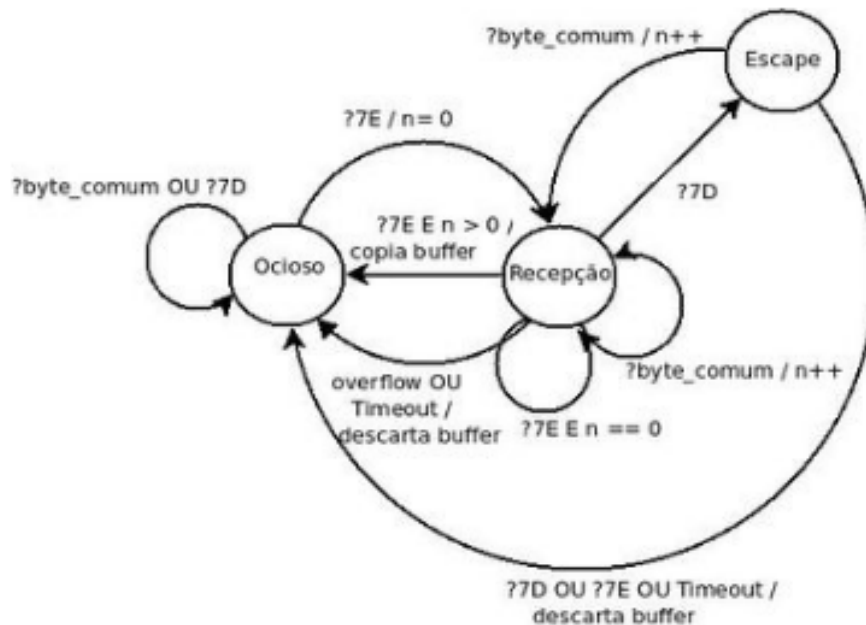 ?byte_comum / n++
Escape
?7E / n= 0
?byte_comum OU ?7D
?7D
?7E E n > 0 /
copia buffer
Ocioso
Recepção
?byte_comum / n++
overflow OU
Timeout /
descarta buffer
?7E E n == 0
?7D OU ?7E OU Timeout /
descarta buffer